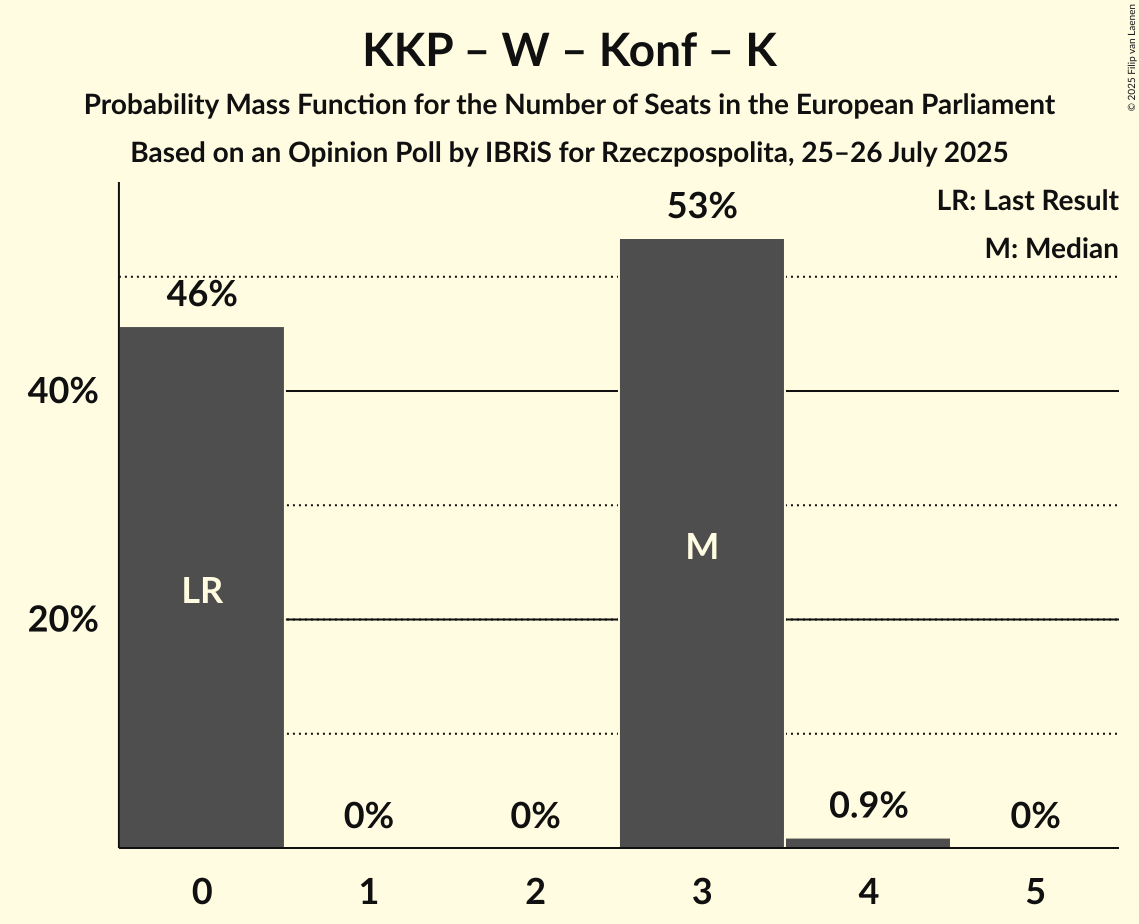 KKP – W – Konf – K
Probability Mass Function for the Number of Seats in the European Parliament
Based on an Opinion Poll by IBRiS for Rzeczpospolita, 25–26 July 2025
© 2025 Filip van Laenen
LR: Last Result
M: Median
53%
46%
40%
M
LR
20%
0%
0%
0.9%
0%
0
1
2
3
4
5